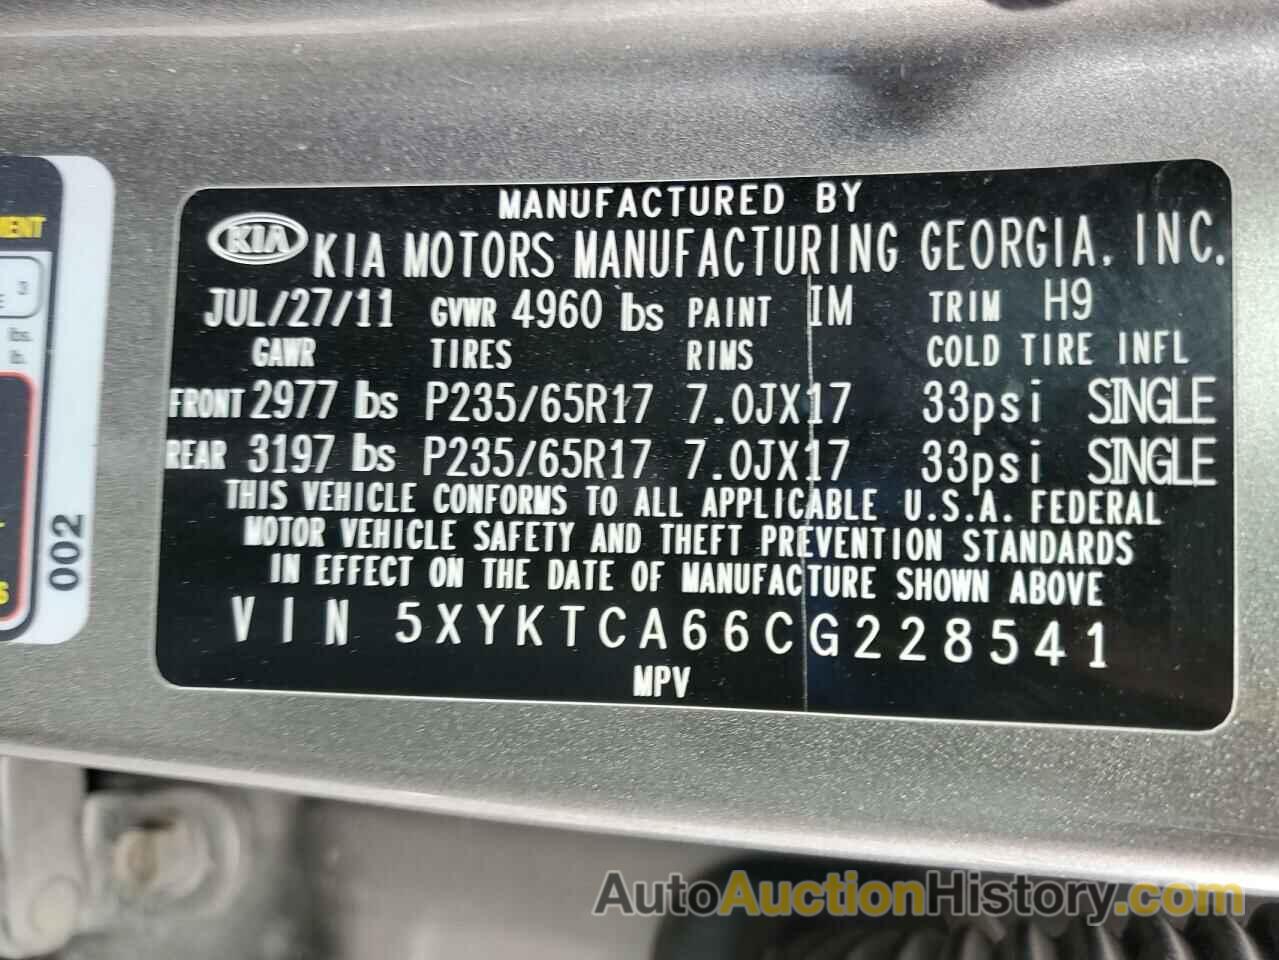 MANUFACTURED BY
KIA KIA MOTORS MANUFACTURING GEORGIA, INC.
JUL/27/11 GVWR 4960 lbs PAINT IM TRIM H9
GAWR TIRES RIMS COLD TIRE INFL
FRONT 2977 lbs P235/65R17 7.0JX17 33psi SINGLE
REAR 3197 lbs P235/65R17 7.0JX17 33psi SINGLE
THIS VEHICLE CONFORMS TO ALL APPLICABLE U.S.A. FEDERAL
MOTOR VEHICLE SAFETY AND THEFT PREVENTION STANDARDS
IN EFFECT ON THE DATE OF MANUFACTURE SHOWN ABOVE
VIN 5XYKTCA66CG228541
MPV
3
lbs.
lb.
002
AutoAuctionHistory.com